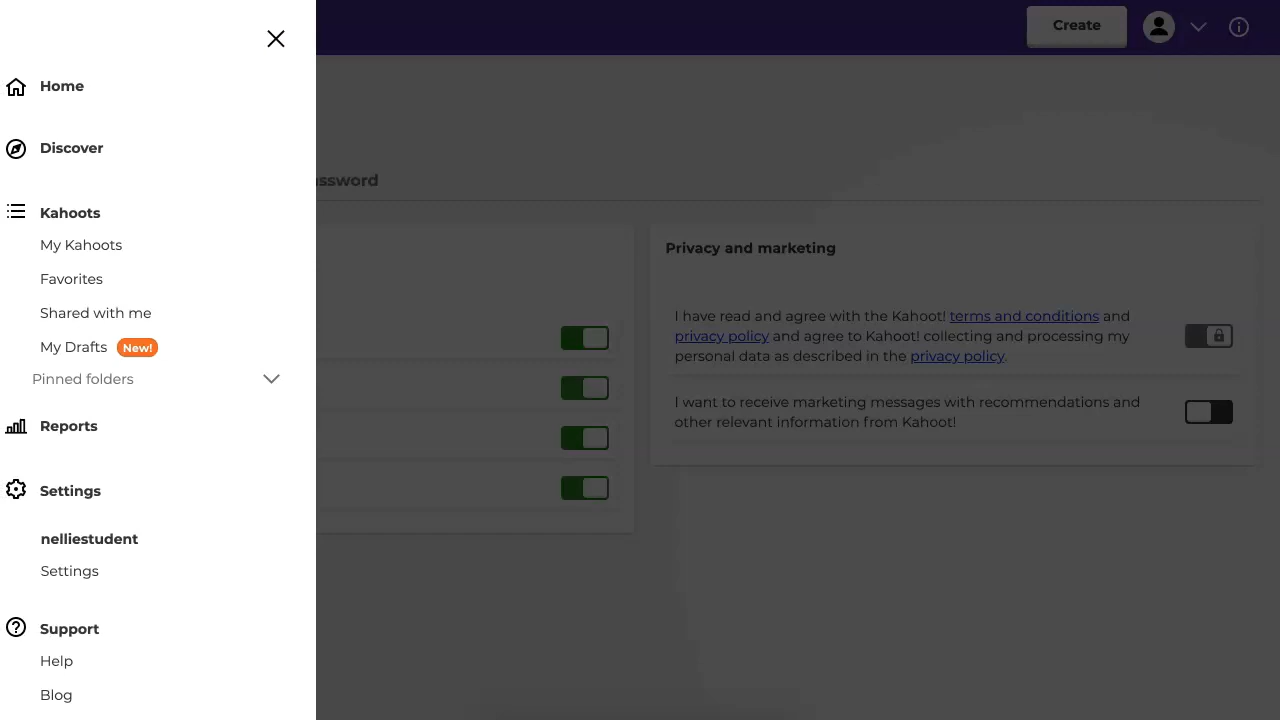 Create
Home
Discover
assword
Kahoots
My Kahoots
Privacy and marketing
Favorites
Shared with me
I have read and agree with the Kahoot! terms and conditions and
privacy policy and agree to Kahoot! collecting and processing my
personal data as described in the privacy policy.
My Drafts New!
Pinned folders
I want to receive marketing messages with recommendations and
other relevant information from Kahoot!
Reports
Settings
nelliestudent
Settings
Support
Help
Blog